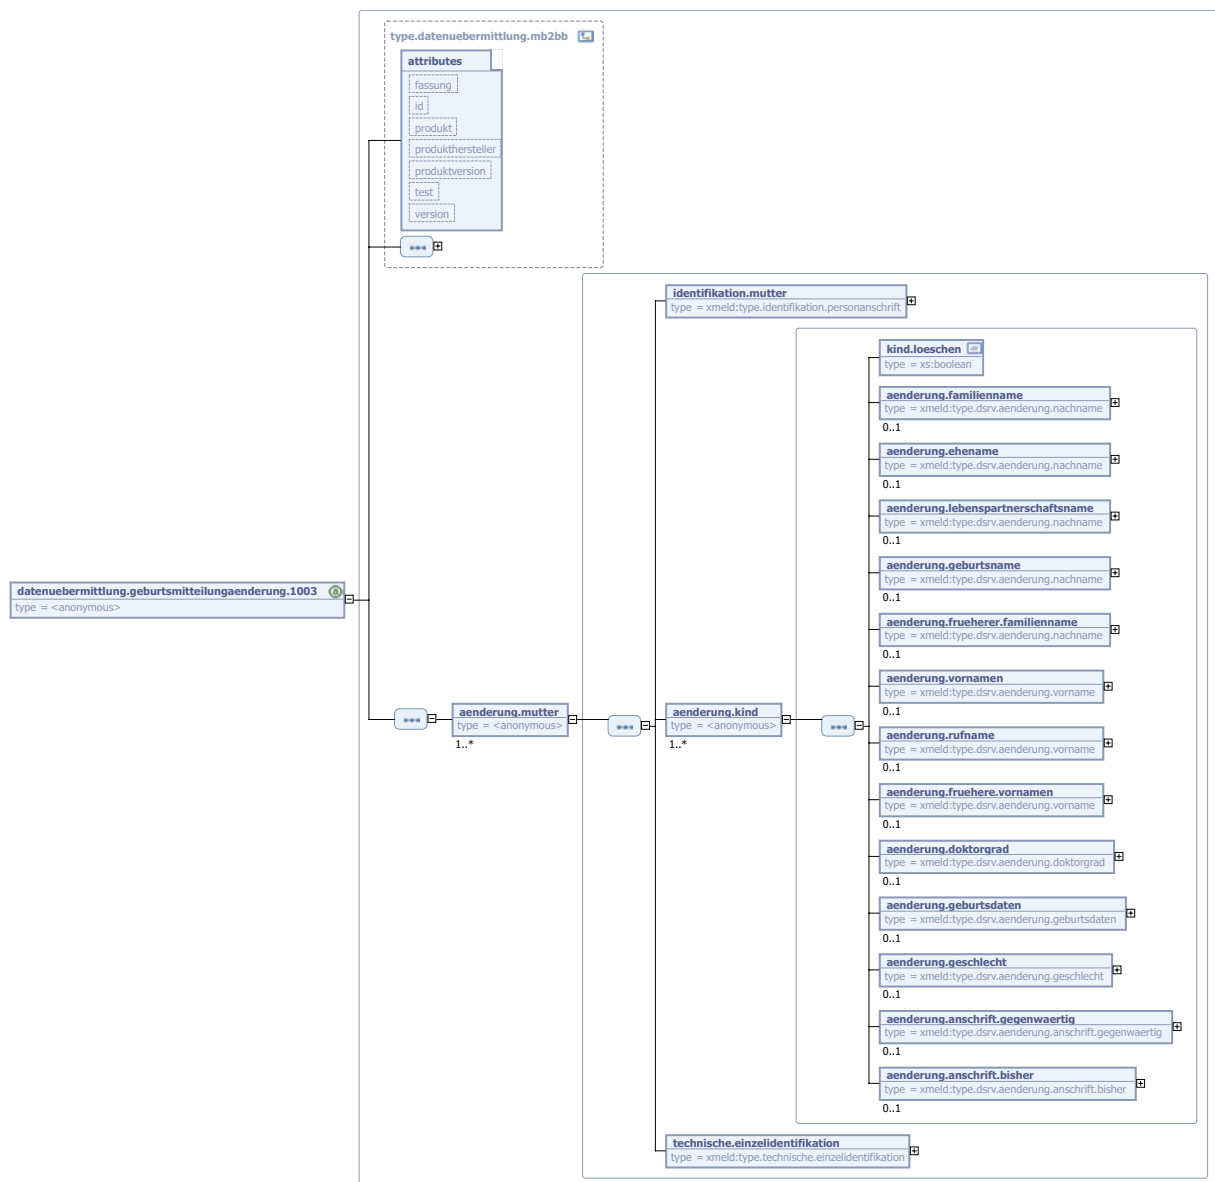 type.datenuebermittlung.mb2bb
attributes
fassung
id
produkt
produkthersteller
produktversion
test
version
identifikation.mutter
type = xmeld:type.identifikation.personanschrift
kind.loeschen
type = xs:boolean
aenderung.familienname
type = xmeld:type.dsrv.aenderung.nachname
0..1
aenderung.ehename
type = xmeld:type.dsrv.aenderung.nachname
0..1
aenderung.lebenspartnerschaftsname
type = xmeld:type.dsrv.aenderung.nachname
0..1
aenderung.geburtsname
type = xmeld:type.dsrv.aenderung.nachname
0..1
datenuebermittlung.geburtsmitteilungaenderung.1003
type = <anonymous>
aenderung.frueherer.familienname
type = xmeld:type.dsrv.aenderung.nachname
0..1
aenderung.vornamen
type = xmeld:type.dsrv.aenderung.vorname
0..1
aenderung.mutter
type = <anonymous>
1..*
aenderung.kind
type = <anonymous>
1..*
aenderung.rufname
type = xmeld:type.dsrv.aenderung.vorname
0..1
aenderung.fruehere.vornamen
type = xmeld:type.dsrv.aenderung.vorname
0..1
aenderung.doktorgrad
type = xmeld:type.dsrv.aenderung.doktorgrad
0..1
aenderung.geburtsdaten
type = xmeld:type.dsrv.aenderung.geburtsdaten
0..1
aenderung.geschlecht
type = xmeld:type.dsrv.aenderung.geschlecht
0..1
aenderung.anschrift.gegenwaertig
type = xmeld:type.dsrv.aenderung.anschrift.gegenwaertig
0..1
aenderung.anschrift.bisher
type = xmeld:type.dsrv.aenderung.anschrift.bisher
0..1
technische.einzelidentifikation
type = xmeld:type.technische.einzelidentifikation